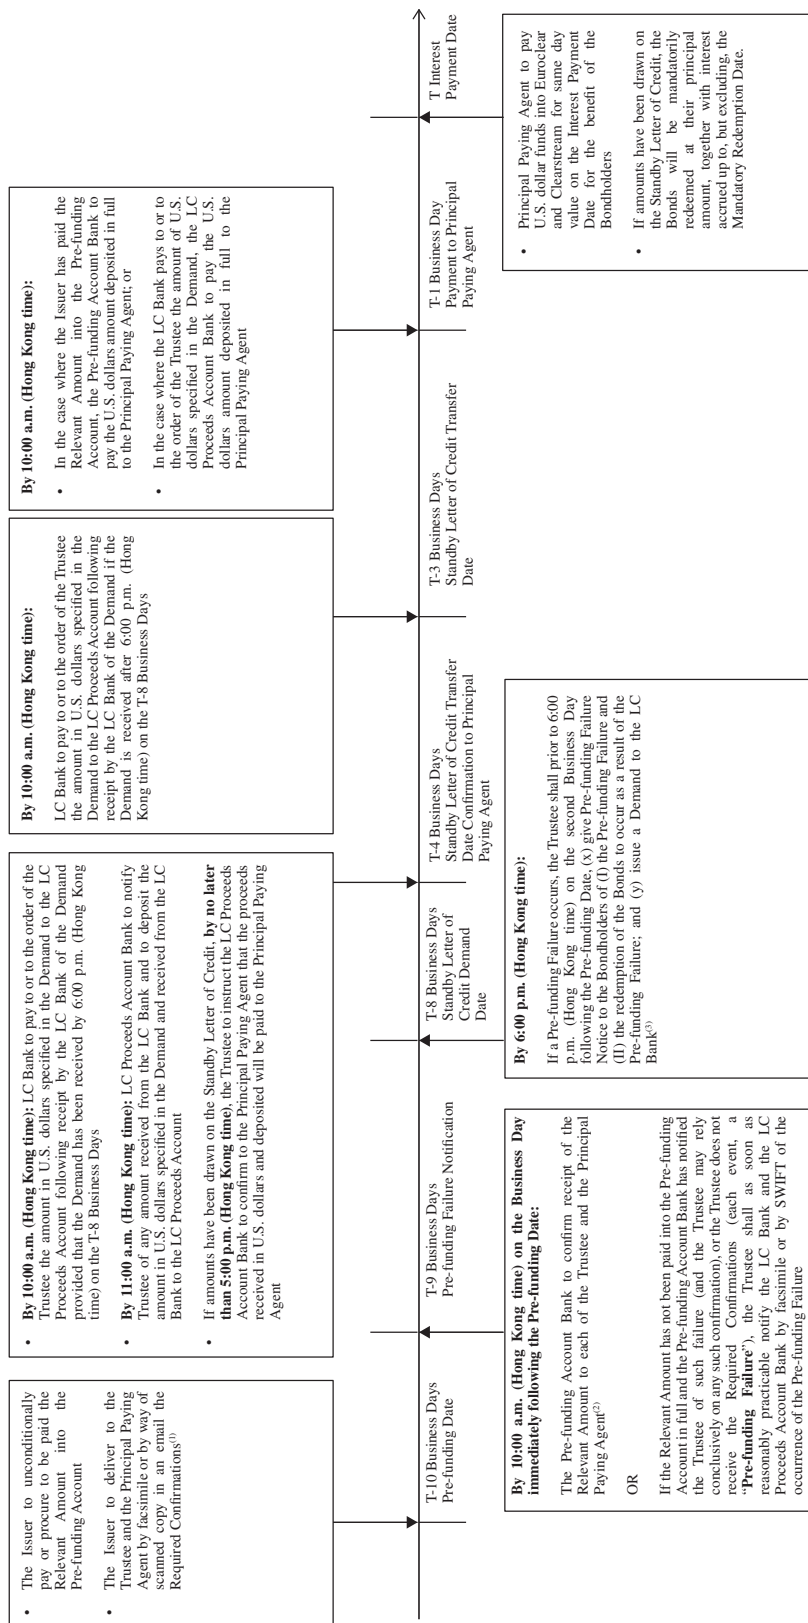 • The Issuer to unconditionally
pay or procure to be paid the
Relevant Amount into the
Pre-funding Account
• The Issuer to deliver to the
Trustee and the Principal Paying
Agent by facsimile or by way of
scanned copy in an email the
Required Confirmations(1)
• By 10:00 a.m. (Hong Kong time): LC Bank to pay to or to the order of the
Trustee the amount in U.S. dollars specified in the Demand to the LC
Proceeds Account following receipt by the LC Bank of the Demand
provided that the Demand has been received by 6:00 p.m. (Hong Kong
time) on the T-8 Business Days
• By 11:00 a.m. (Hong Kong time): LC Proceeds Account Bank to notify
Trustee of any amount received from the LC Bank and to deposit the
amount in U.S. dollars specified in the Demand and received from the LC
Bank to the LC Proceeds Account
• If amounts have been drawn on the Standby Letter of Credit, by no later
than 5:00 p.m. (Hong Kong time), the Trustee to instruct the LC Proceeds
Account Bank to confirm to the Principal Paying Agent that the proceeds
received in U.S. dollars and deposited will be paid to the Principal Paying
Agent
By 10:00 a.m. (Hong Kong time):
LC Bank to pay to or to the order of the Trustee
the amount in U.S. dollars specified in the
Demand to the LC Proceeds Account following
receipt by the LC Bank of the Demand if the
Demand is received after 6:00 p.m. (Hong
Kong time) on the T-8 Business Days
By 10:00 a.m. (Hong Kong time):
• In the case where the Issuer has paid the
Relevant Amount into the Pre-funding
Account, the Pre-funding Account Bank to
pay the U.S. dollars amount deposited in full
to the Principal Paying Agent; or
• In the case where the LC Bank pays to or to
the order of the Trustee the amount of U.S.
dollars specified in the Demand, the LC
Proceeds Account Bank to pay the U.S.
dollars amount deposited in full to the
Principal Paying Agent
T-10 Business Days
Pre-funding Date
T-9 Business Days
Pre-funding Failure Notification
T-8 Business Days
Standby Letter of
Credit Demand
Date
T-4 Business Days
Standby Letter of Credit Transfer
Date Confirmation to Principal
Paying Agent
T-3 Business Days
Standby Letter of Credit Transfer
Date
T-1 Business Day
Payment to Principal
Paying Agent
T Interest
Payment Date
By 10:00 a.m. (Hong Kong time) on the Business Day
immediately following the Pre-funding Date:
The Pre-funding Account Bank to confirm receipt of the
Relevant Amount to each of the Trustee and the Principal
Paying Agent(2)
OR
If the Relevant Amount has not been paid into the Pre-funding
Account in full and the Pre-funding Account Bank has notified
the Trustee of such failure (and the Trustee may rely
conclusively on any such confirmation), or the Trustee does not
receive the Required Confirmations (each event, a
“Pre-funding Failure”), the Trustee shall as soon as
reasonably practicable notify the LC Bank and the LC
Proceeds Account Bank by facsimile or by SWIFT of the
occurrence of the Pre-funding Failure
By 6:00 p.m. (Hong Kong time):
If a Pre-funding Failure occurs, the Trustee shall prior to 6:00
p.m. (Hong Kong time) on the second Business Day
following the Pre-funding Date, (x) give Pre-funding Failure
Notice to the Bondholders of (I) the Pre-funding Failure and
(II) the redemption of the Bonds to occur as a result of the
Pre-funding Failure; and (y) issue a Demand to the LC
Bank(3)
• Principal Paying Agent to pay
U.S. dollar funds into Euroclear
and Clearstream for same day
value on the Interest Payment
Date for the benefit of the
Bondholders
• If amounts have been drawn on
the Standby Letter of Credit, the
Bonds will be mandatorily
redeemed at their principal
amount, together with interest
accrued up to, but excluding, the
Mandatory Redemption Date.